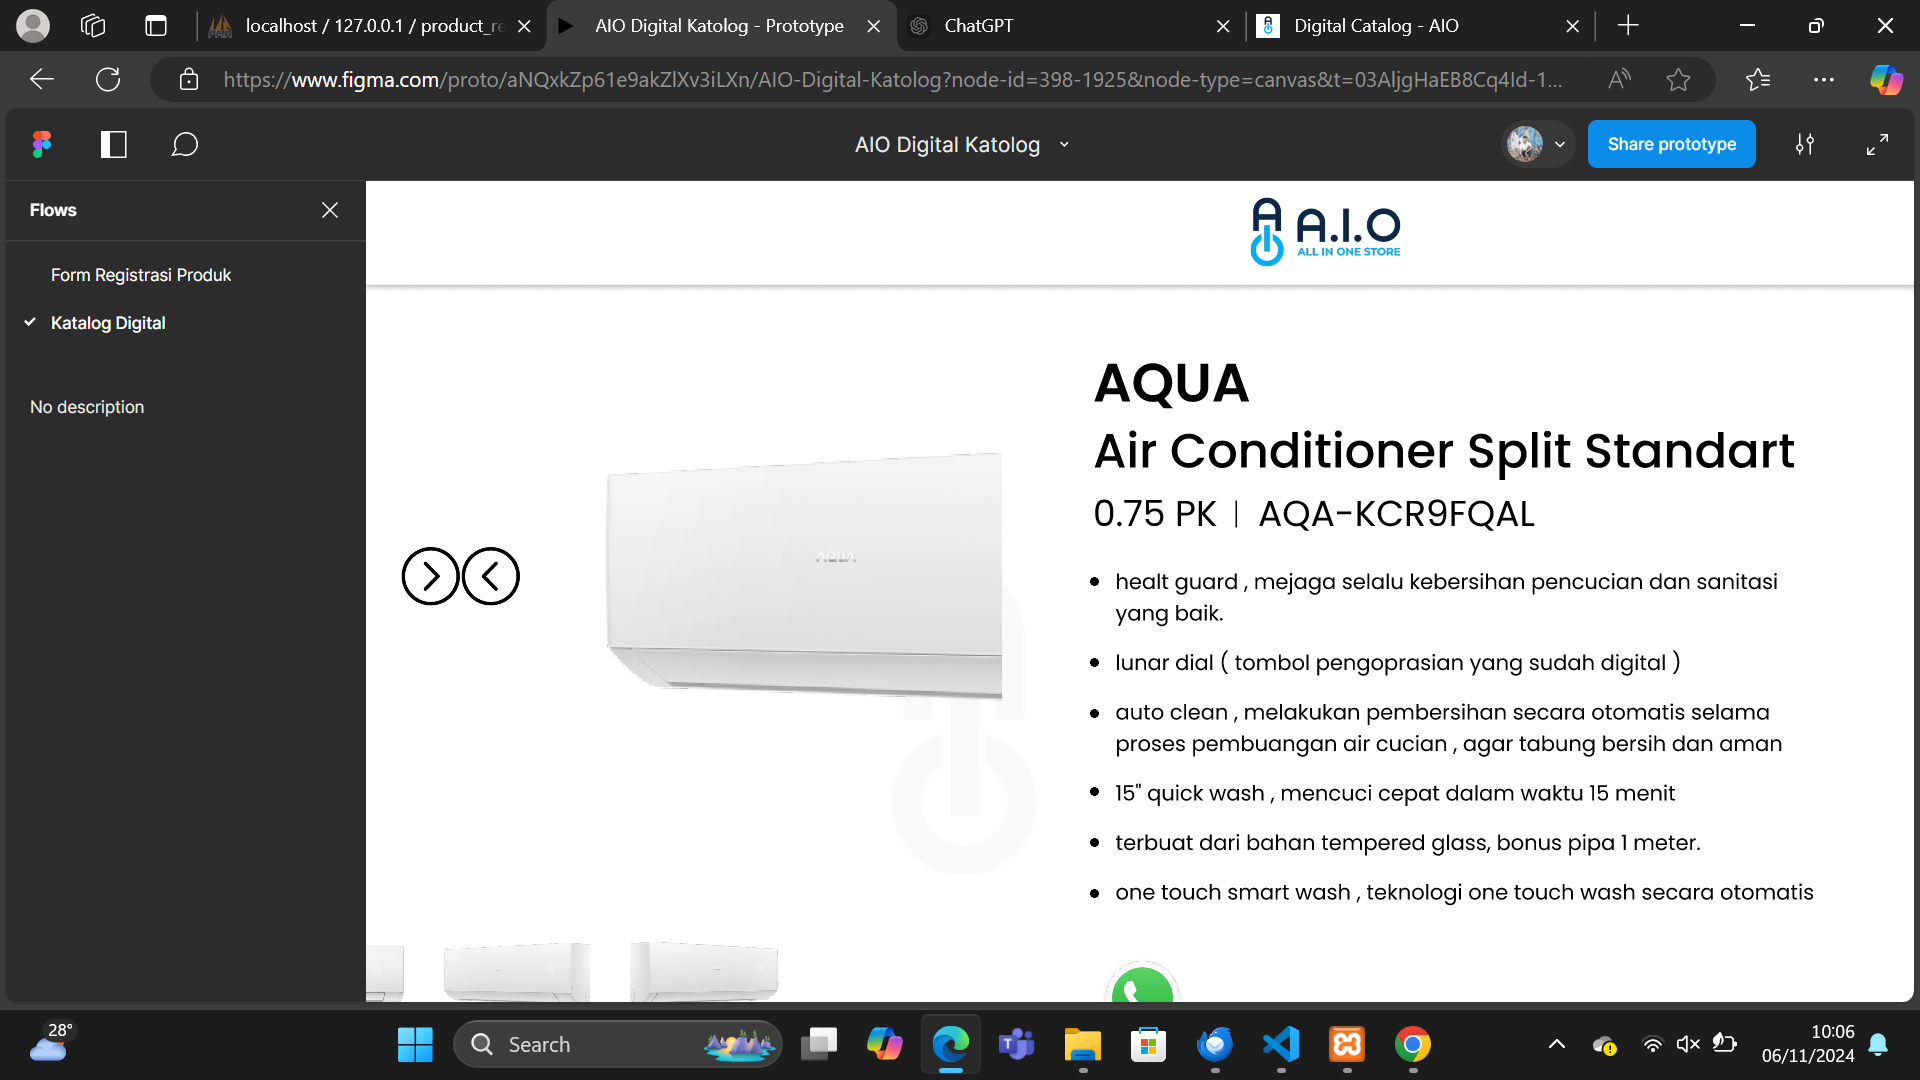 localhost / 127.0.0.1 / product_re
AIO Digital Katolog - Prototype
ChatGPT
Digital Catalog - AIO
https://www.figma.com/proto/aNQxkZp61e9akZlXv3iLXn/AIO-Digital-Katolog?node-id=398-1925&node-type=canvas&t=03AljgHaEB8Cq4Id-1...
AIO Digital Katolog
Share prototype
Flows
Form Registrasi Produk
Katalog Digital
No description
A.I.O
ALL IN ONE STORE
AQUA
AQUA
Air Conditioner Split Standart
0.75 PK | AQA-KCR9FQAL
• healt guard , mejaga selalu kebersihan pencucian dan sanitasi
yang baik.
• lunar dial ( tombol pengoprasian yang sudah digital )
• auto clean , melakukan pembersihan secara otomatis selama
proses pembuangan air cucian , agar tabung bersih dan aman
• 15" quick wash , mencuci cepat dalam waktu 15 menit
• terbuat dari bahan tempered glass, bonus pipa 1 meter.
• one touch smart wash , teknologi one touch wash secara otomatis
28°
Search
10:06
06/11/2024